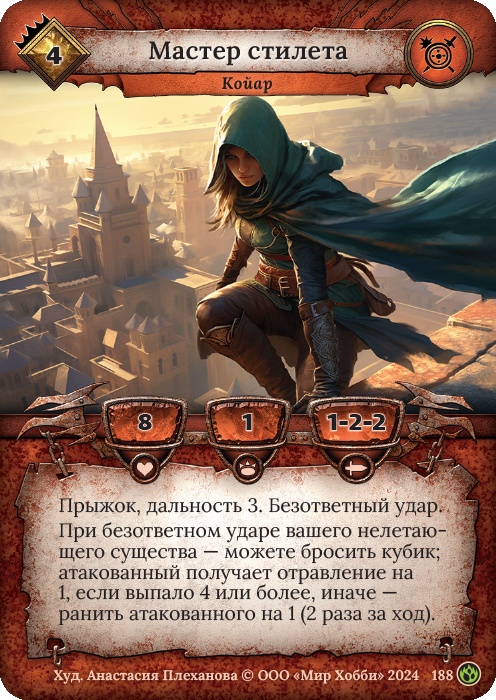 4
Мастер стилета
Койар
8
1
1-2-2
Прыжок, дальность 3. Безответный удар.
При безответном ударе вашего нелетаю-
щего существа — можете бросить кубик;
атакованный получает отравление на
1, если выпало 4 или более, иначе —
ранить атакованного на 1 (2 раза за ход).
Худ. Анастасия Плеханова © ООО «Мир Хобби» 2024 188